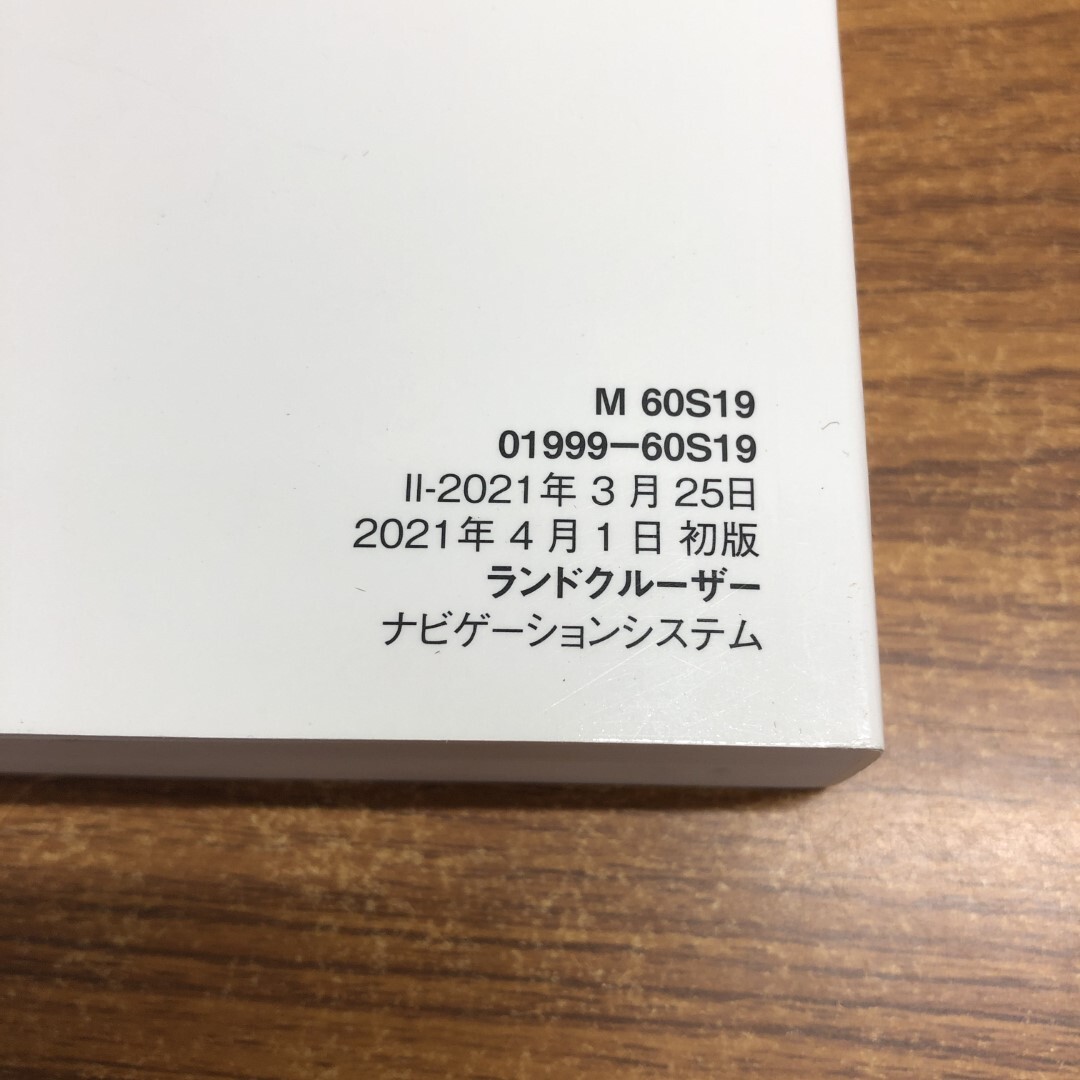 M 60S19
01999−60S19
II-2021年 3 月 25日
2021年 4 月 1 日 初版
ランドクルーザー
ナビゲーションシステム